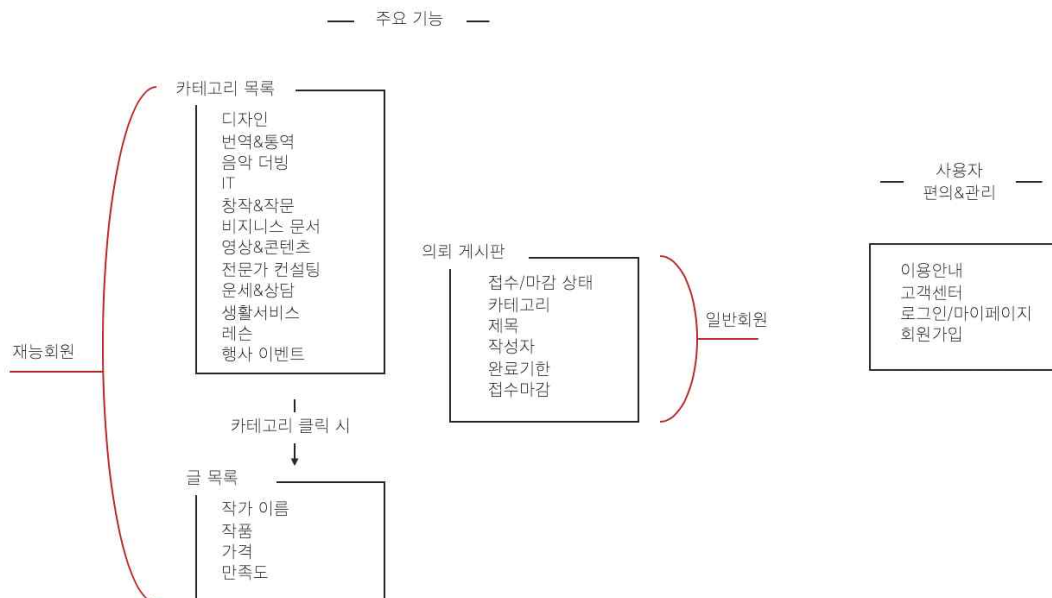 주요 기능
카테고리 목록
디자인
번역&통역
음악 더빙
IT
창작&작문
비지니스 문서
영상&콘텐츠
전문가 컨설팅
운세&상담
생활서비스
레슨
행사 이벤트
재능회원
카테고리 클릭 시
글 목록
작가 이름
작품
가격
만족도
의뢰 게시판
접수/마감 상태
카테고리
제목
작성자
완료기한
접수마감
일반회원
사용자
편의&관리
이용안내
고객센터
로그인/마이페이지
회원가입